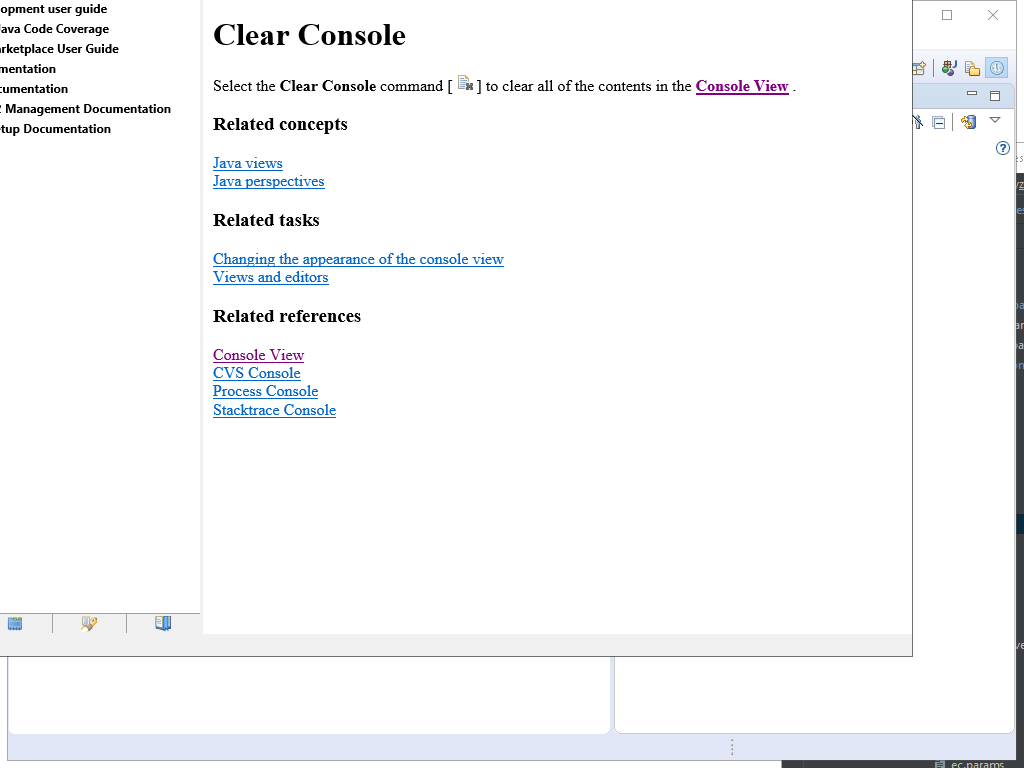 opment user guide
Java Code Coverage
arketplace User Guide
mentation
cumentation
Management Documentation
tup Documentation
Clear Console
Select the Clear Console command [ ] to clear all of the contents in the Console View .
Related concepts
Java views
Java perspectives
Related tasks
Changing the appearance of the console view
Views and editors
Related references
Console View
CVS Console
Process Console
Stacktrace Console
ec.params